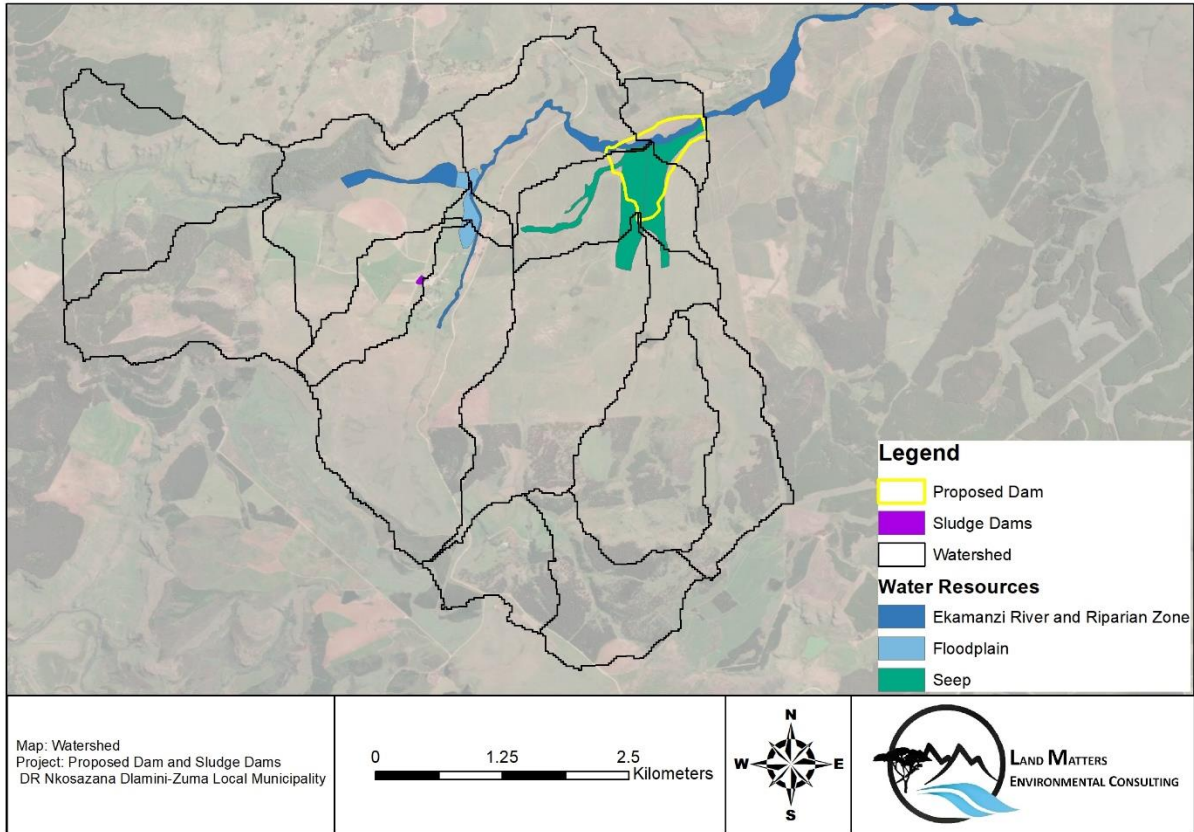 Legend
Proposed Dam
Sludge Dams
Watershed
Water Resources
Ekamanzi River and Riparian Zone
Floodplain
Seep
Map: Watershed
Project: Proposed Dam and Sludge Dams
DR Nkosazana Dlamini-Zuma Local Municipality
0 1.25 2.5
Kilometers
N
W E
S
LAND MATTERS
ENVIRONMENTAL CONSULTING